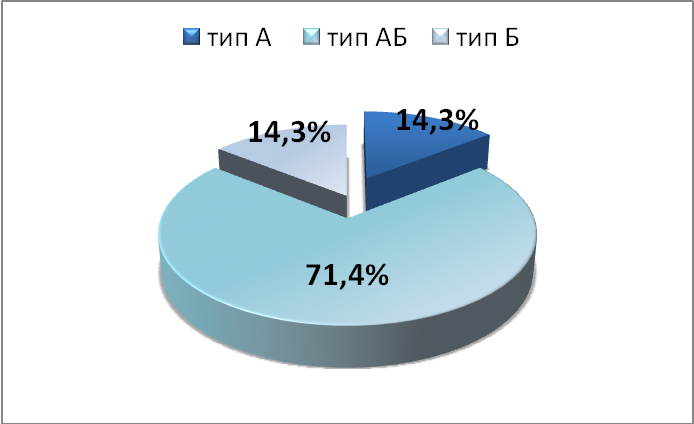 тип А тип АБ тип Б
14,3% 14,3%
71,4%